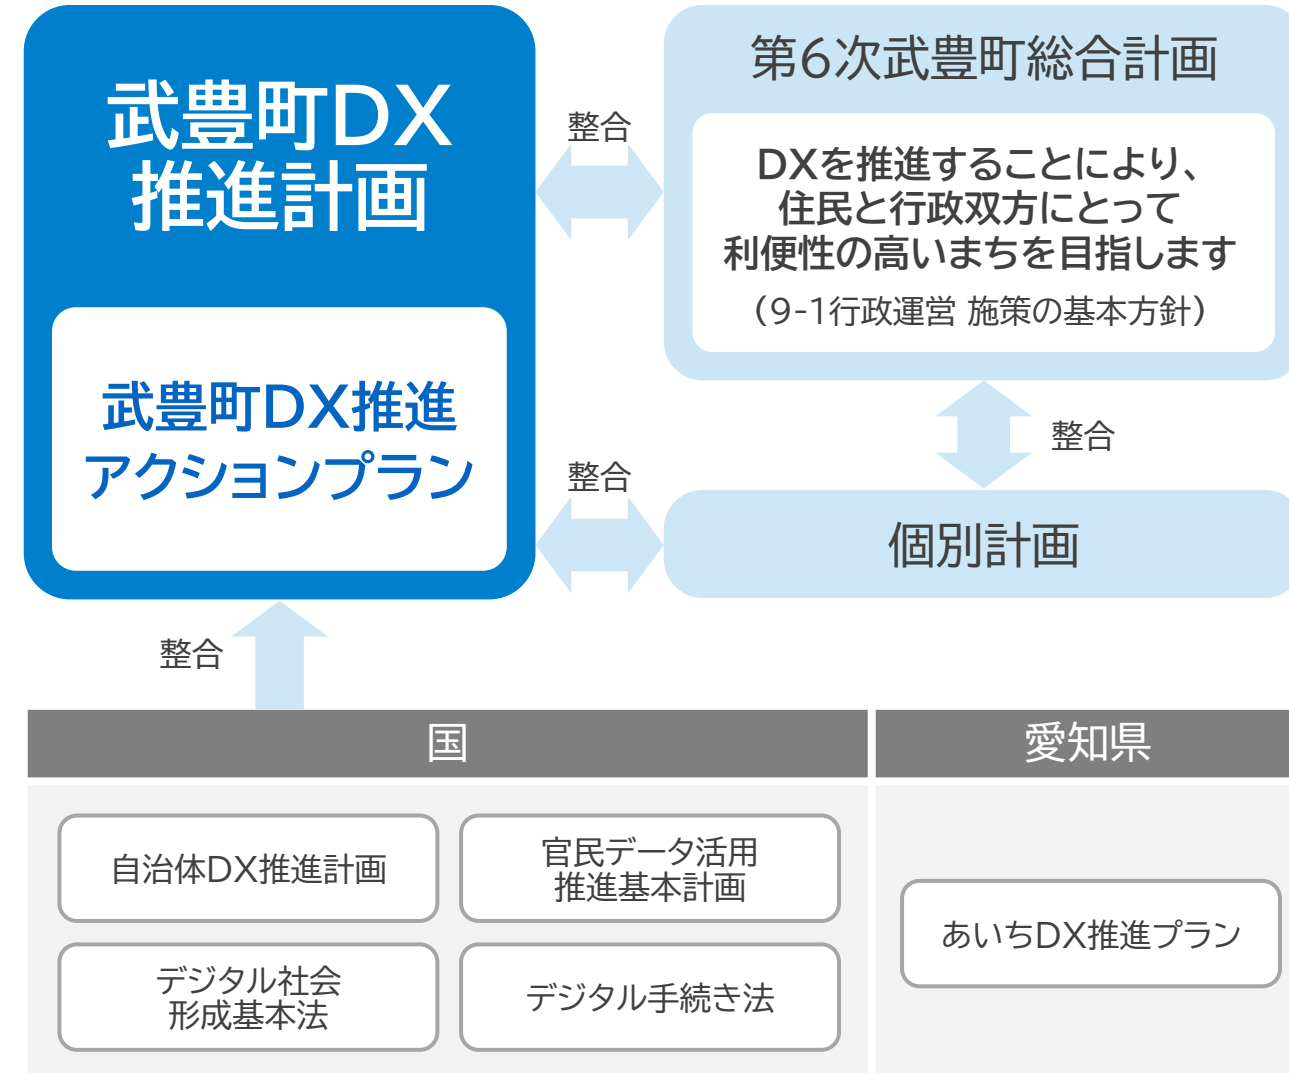 武豊町DX
推進計画
武豊町DX推進
アクションプラン
整合
第6次武豊町総合計画
DXを推進することにより、
住民と行政双方にとって
利便性の高いまちを目指します
（9-1行政運営 施策の基本方針）
整合
整合
個別計画
整合
国
愛知県
自治体DX推進計画
官民データ活用
推進基本計画
デジタル社会
形成基本法
デジタル手続き法
あいちDX推進プラン